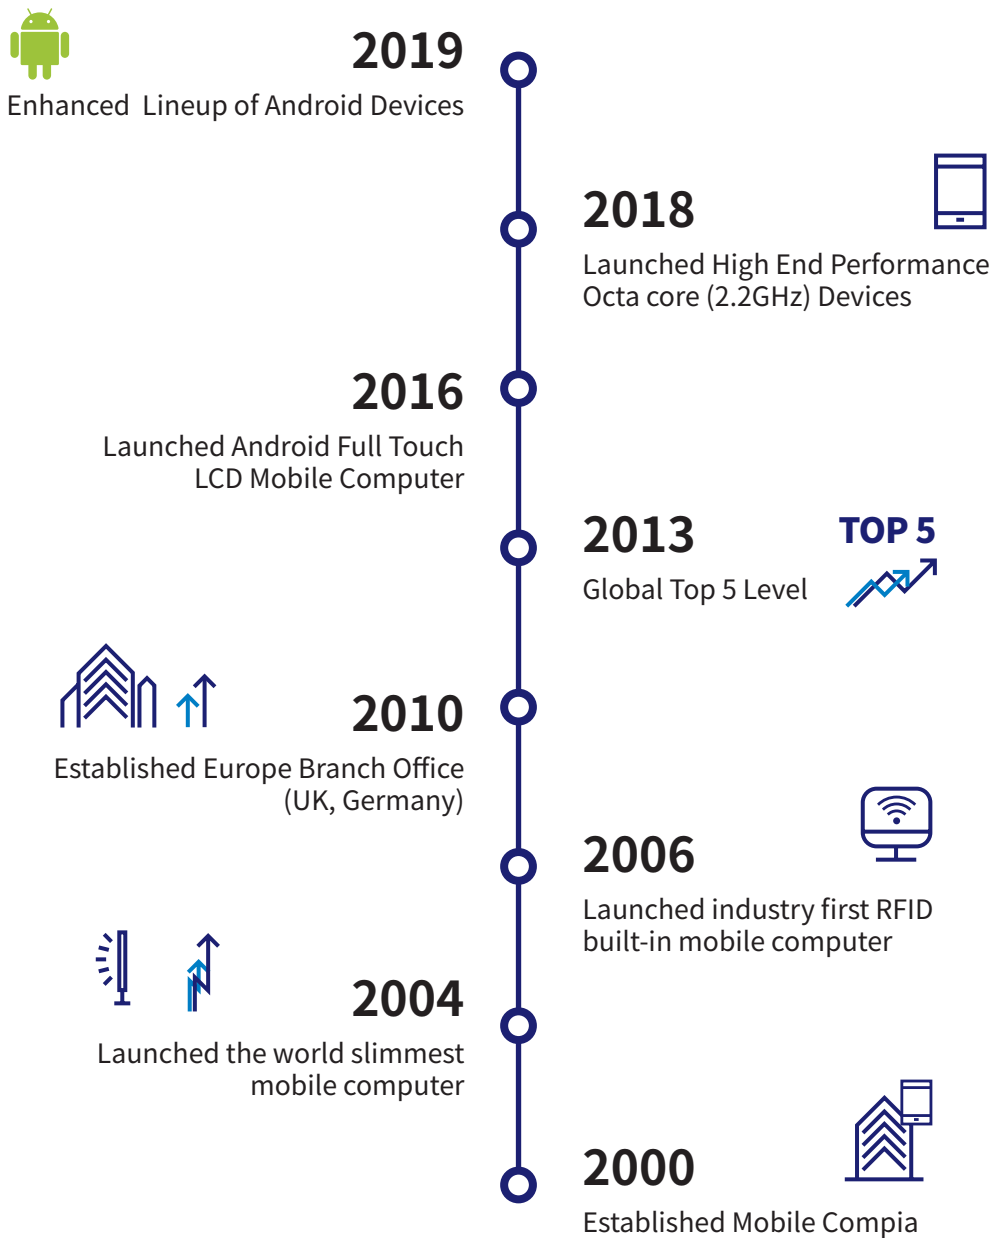 2019
Enhanced Lineup of Android Devices
2018
Launched High End Performance
Octa core (2.2GHz) Devices
2016
Launched Android Full Touch
LCD Mobile Computer
2013
TOP 5
Global Top 5 Level
2010
Established Europe Branch Office
(UK, Germany)
2006
Launched industry first RFID
built-in mobile computer
2004
Launched the world slimmest
mobile computer
2000
Established Mobile Compia